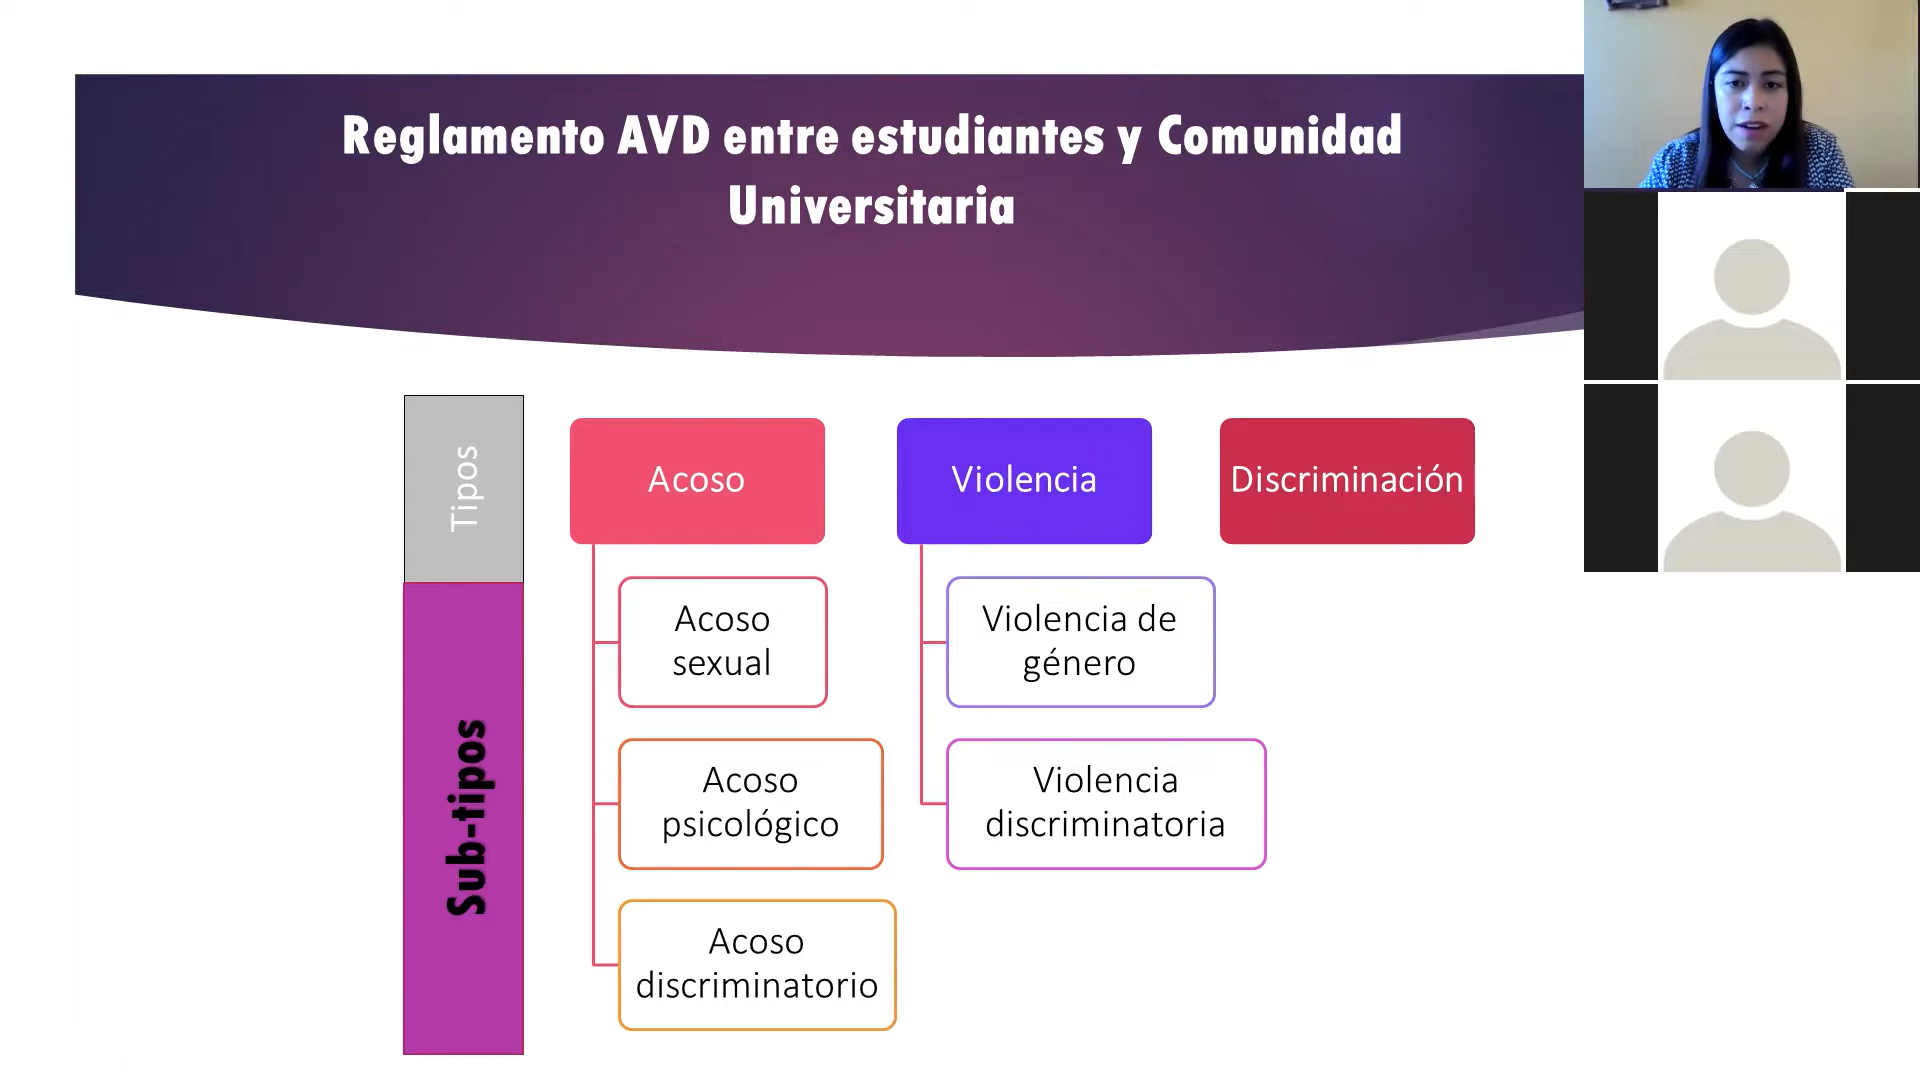 Reglamento AVD entre estudiantes y Comunidad
Universitaria
Tipos
Acoso
Violencia
Discriminación
Sub-tipos
Acoso
sexual
Violencia de
género
Acoso
psicológico
Violencia
discriminatoria
Acoso
discriminatorio